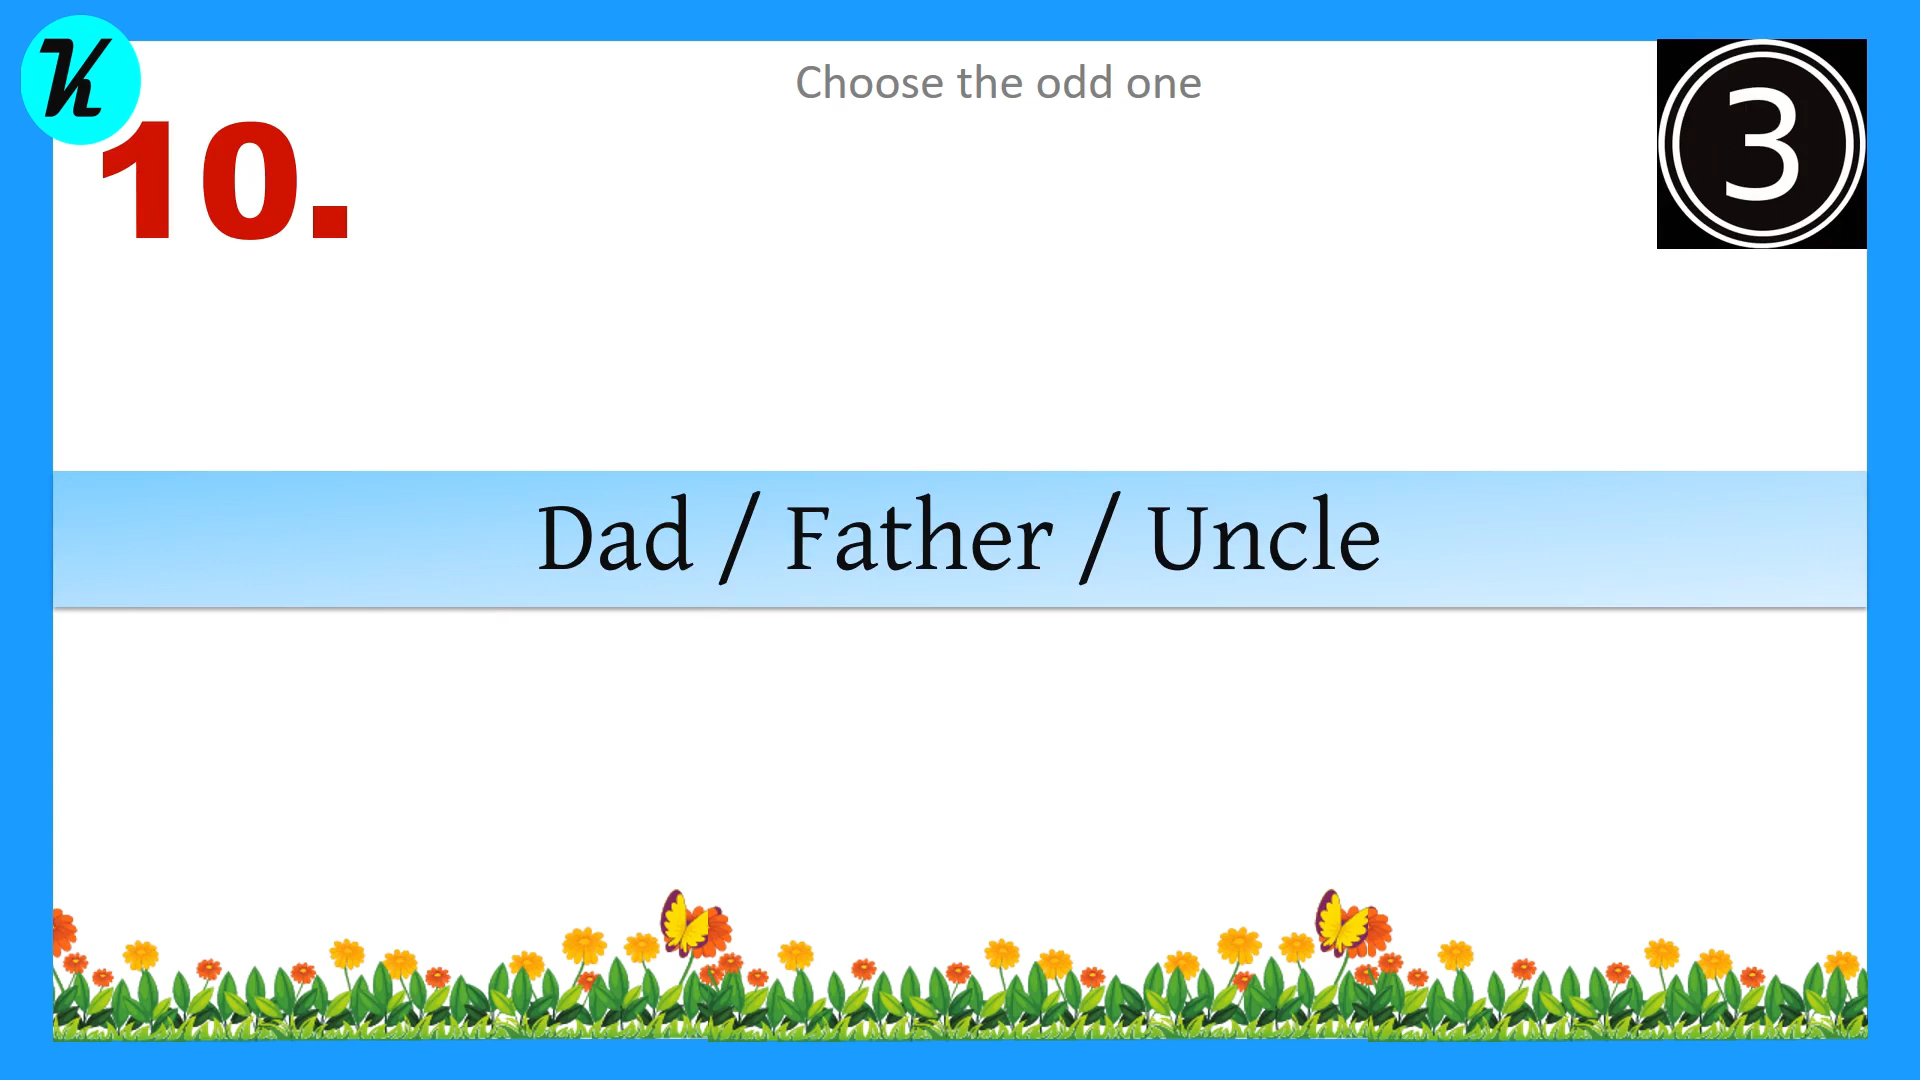 Choose the odd one
3
10.
Dad / Father / Uncle